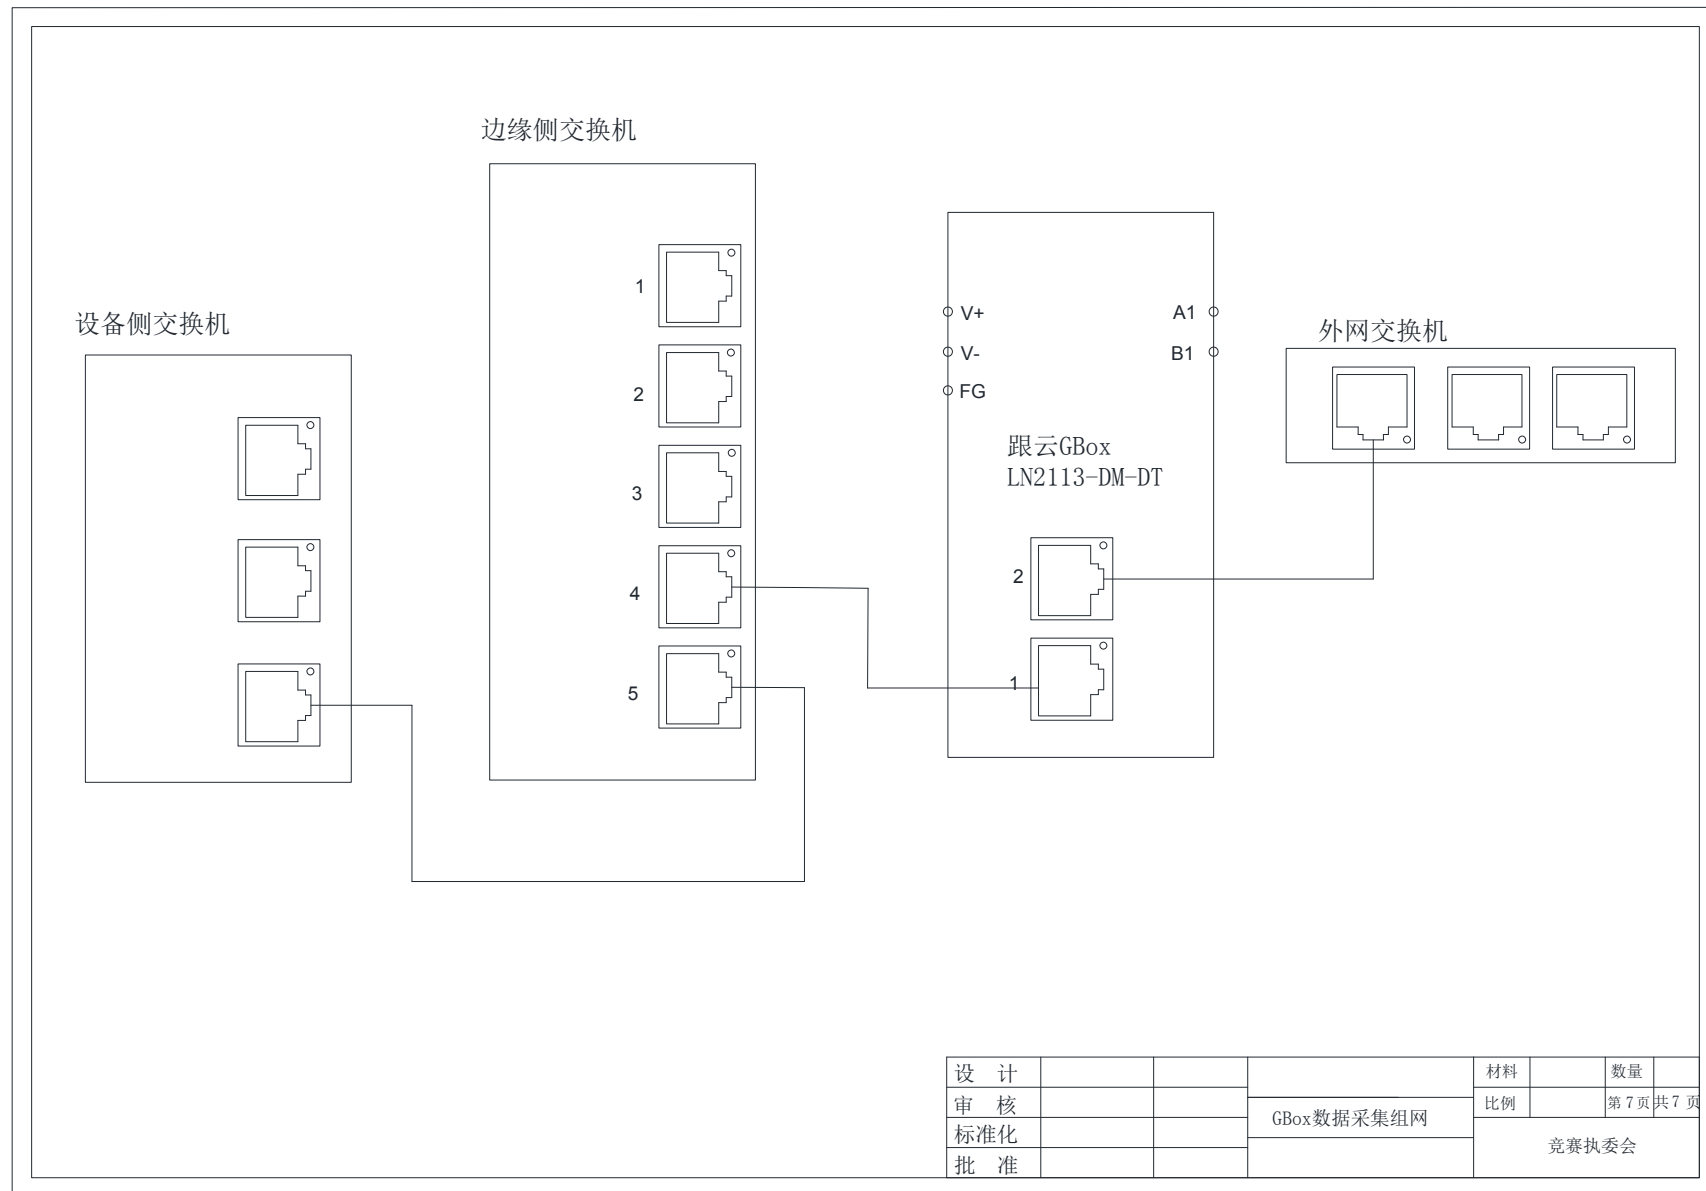 边缘侧交换机
设备侧交换机
外网交换机
1
2
3
4
5
V+
V-
FG
A1
B1
跟云GBox
LN2113-DM-DT
2
1
设 计
审 核
标准化
批 准
GBox数据采集组网
材料
数量
比例
第 7 页
共 7 页
竞赛执委会